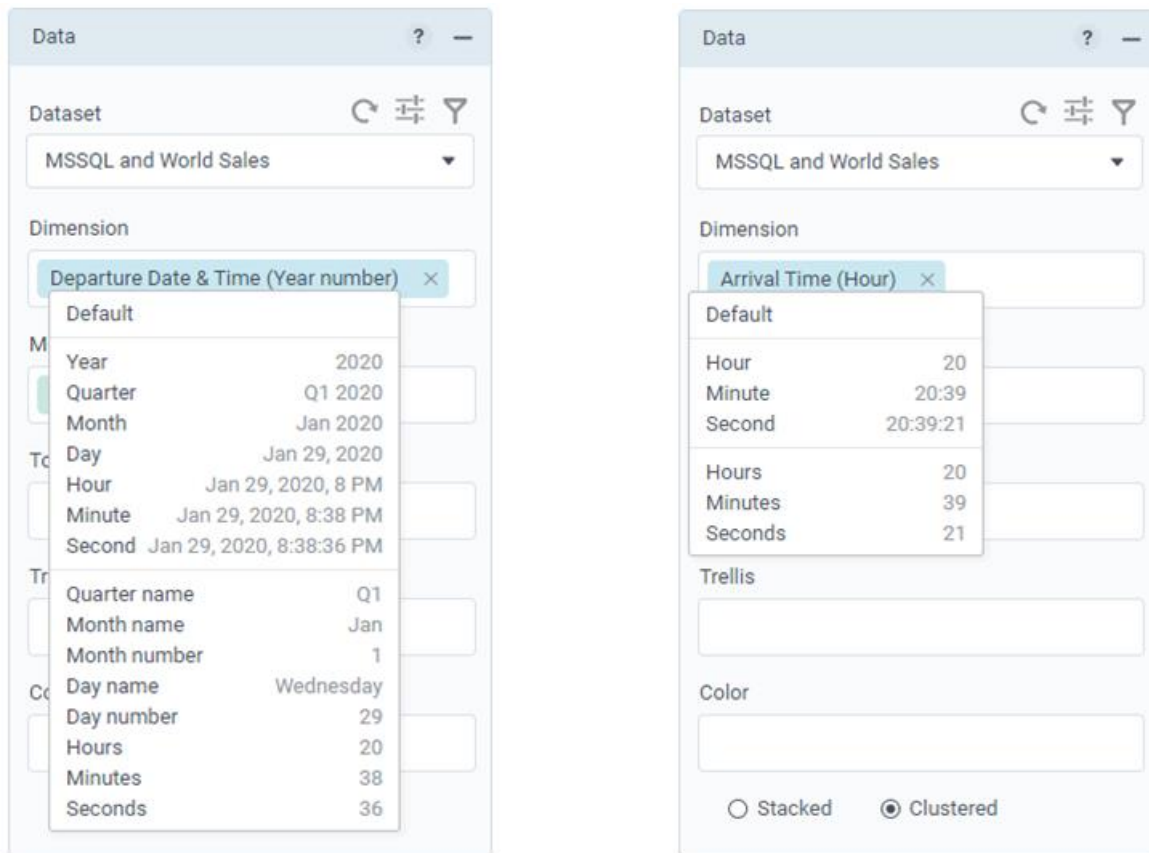 Data ?
Dataset
MSSQL and World Sales
Dimension
Departure Date & Time (Year number) ×
Default
M
Year 2020
Quarter Q1 2020
Month Jan 2020
To
Day Jan 29, 2020
Hour Jan 29, 2020, 8 PM
Minute Jan 29, 2020, 8:38 PM
Second Jan 29, 2020, 8:38:36 PM
Tr
Quarter name Q1
Month name Jan
Month number 1
Co
Day name Wednesday
Day number 29
Hours 20
Minutes 38
Seconds 36
Data ?
Dataset
MSSQL and World Sales
Dimension
Arrival Time (Hour) ×
Default
Hour 20
Minute 20:39
Second 20:39:21
Hours 20
Minutes 39
Seconds 21
Trellis
Color
Stacked Clustered